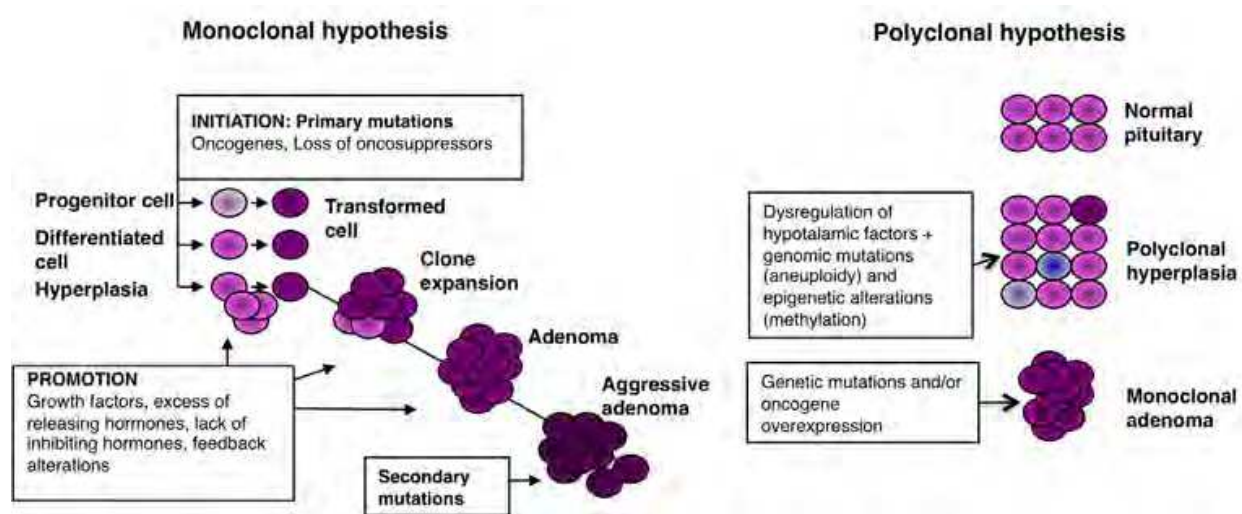 Monoclonal hypothesis
INITIATION: Primary mutations
Oncogenes, Loss of oncosuppressors
Progenitor cell
Differentiated
cell
Hyperplasia
Transformed
cell
Clone
expansion
Adenoma
Aggressive
adenoma
PROMOTION
Growth factors, excess of
releasing hormones, lack of
inhibiting hormones, feedback
alterations
Secondary
mutations
Polyclonal hypothesis
Normal
pituitary
Dysregulation of
hypotalamic factors +
genomic mutations
(aneuploidy) and
epigenetic alterations
(methylation)
Polyclonal
hyperplasia
Genetic mutations and/or
oncogene
overexpression
Monoclonal
adenoma